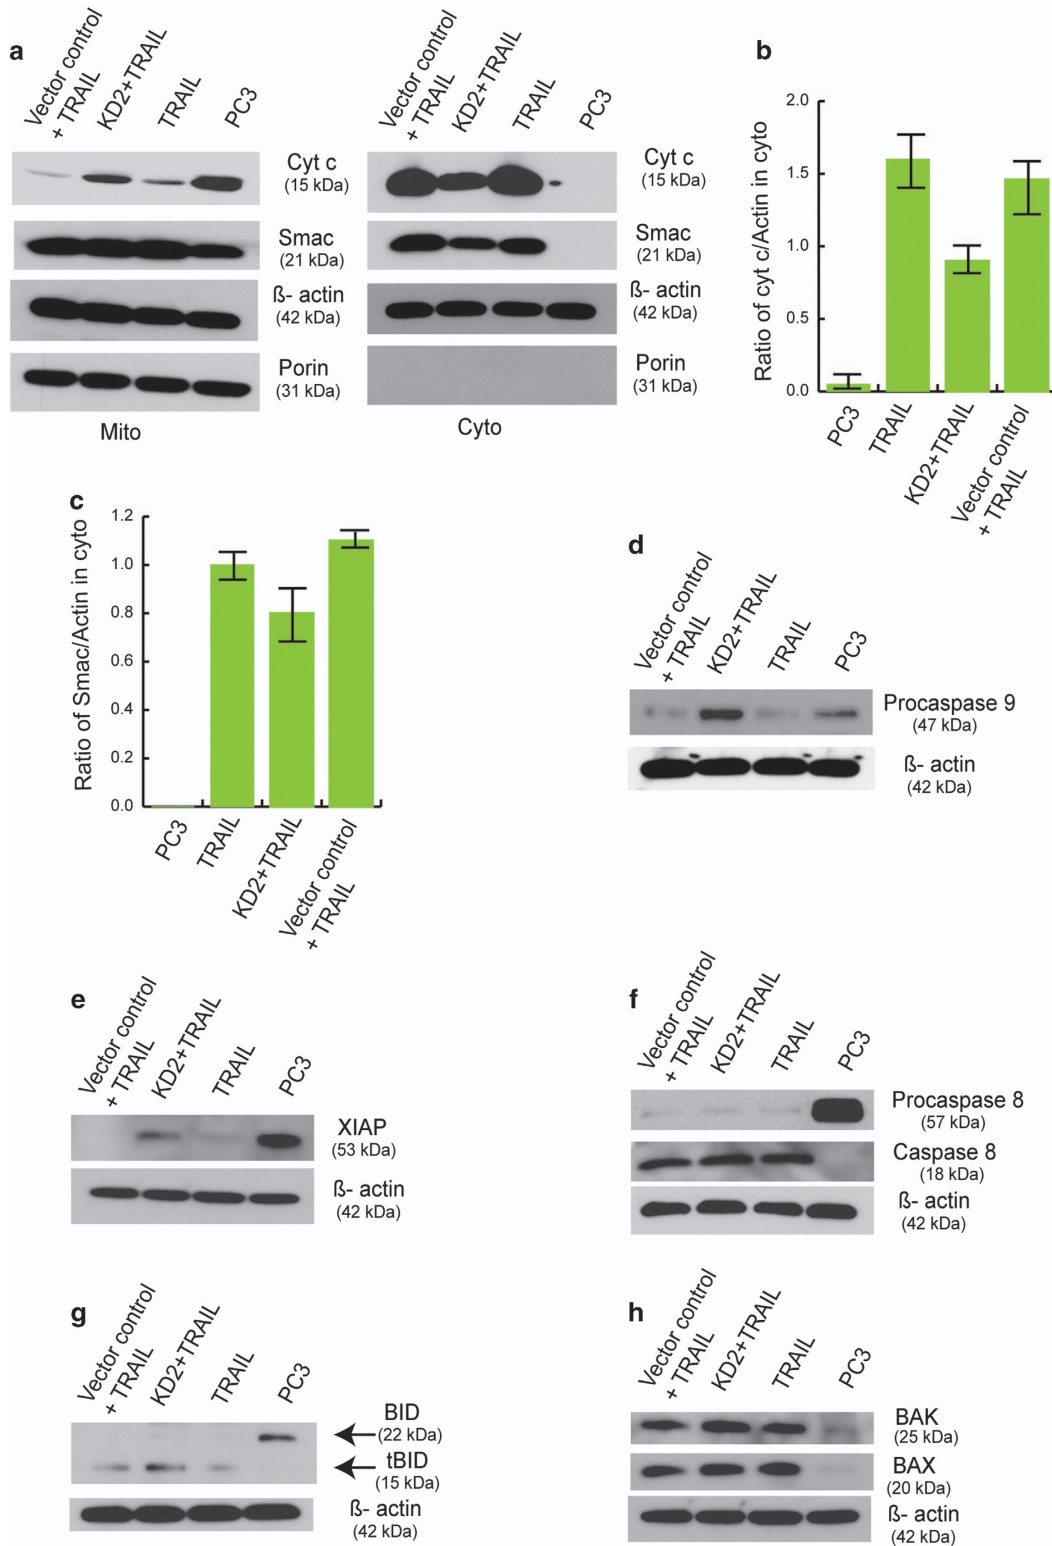 a
Vector control
+ TRAIL
KD2+TRAIL
TRAIL
PC3
Cyt c
(15 kDa)
Smac
(21 kDa)
ß- actin
(42 kDa)
Porin
(31 kDa)
Mito
Vector control
+ TRAIL
KD2+TRAIL
TRAIL
PC3
Cyt c
(15 kDa)
Smac
(21 kDa)
ß- actin
(42 kDa)
Porin
(31 kDa)
Cyto
b
Ratio of cyt c/Actin in cyto
2.0
1.5
1.0
0.5
0.0
PC3
TRAIL
KD2+TRAIL
Vector control
+ TRAIL
c
Ratio of Smac/Actin in cyto
1.2
1.0
0.8
0.6
0.4
0.2
0.0
PC3
TRAIL
KD2+TRAIL
Vector control
+ TRAIL
d
Vector control
+ TRAIL
KD2+TRAIL
TRAIL
PC3
Procaspase 9
(47 kDa)
ß- actin
(42 kDa)
e
Vector control
+ TRAIL
KD2+TRAIL
TRAIL
PC3
XIAP
(53 kDa)
ß- actin
(42 kDa)
f
Vector control
+ TRAIL
KD2+TRAIL
TRAIL
PC3
Procaspase 8
(57 kDa)
Caspase 8
(18 kDa)
ß- actin
(42 kDa)
g
Vector control
+ TRAIL
KD2+TRAIL
TRAIL
PC3
BID
(22 kDa)
tBID
(15 kDa)
ß- actin
(42 kDa)
h
Vector control
+ TRAIL
KD2+TRAIL
TRAIL
PC3
BAK
(25 kDa)
BAX
(20 kDa)
ß- actin
(42 kDa)